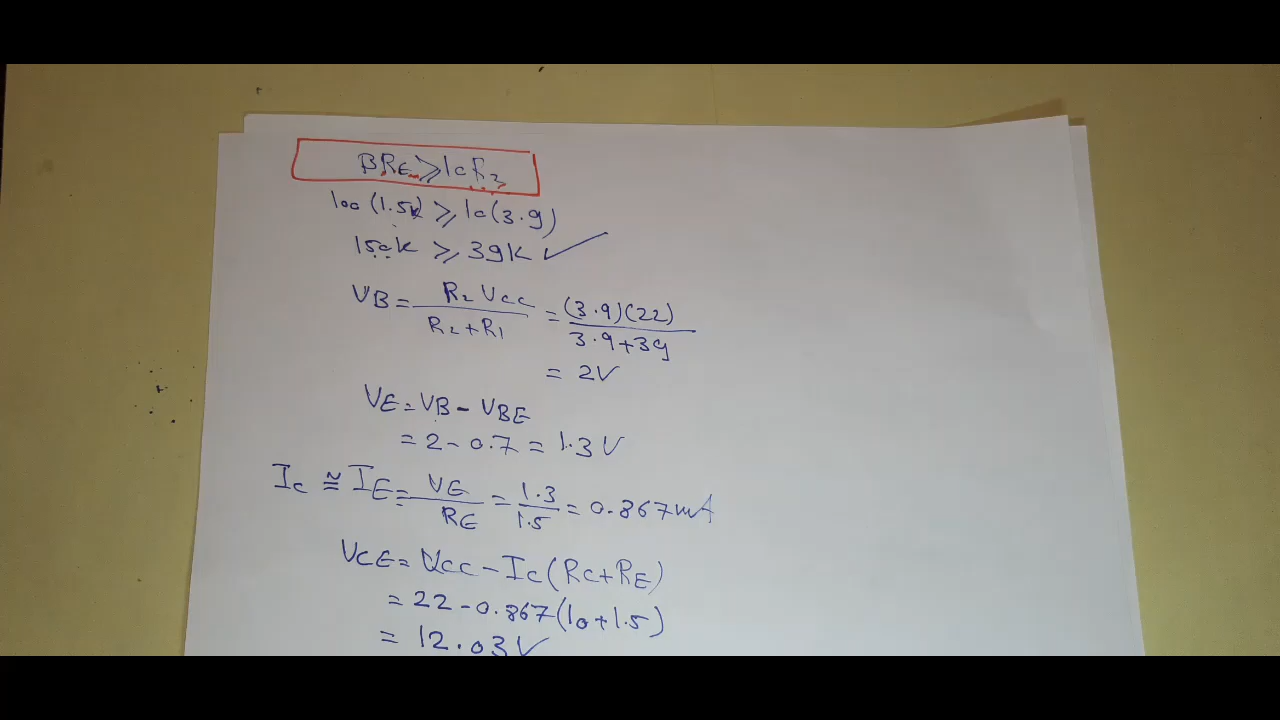 βRE ≥ 10R2
100(1.5k) ≥ 10(3.9)
150k ≥ 39k ✓
VB = R2 VCC / R2 + R1 = (3.9)(22) / 3.9 + 39
= 2V
VE = VB - VBE
= 2 - 0.7 = 1.3 V
Ic ≅ IE = VE / RE = 1.3 / 1.5 = 0.867mA
VCE = VCC - Ic(RC + RE)
= 22 - 0.867(10 + 1.5)
= 12.03V